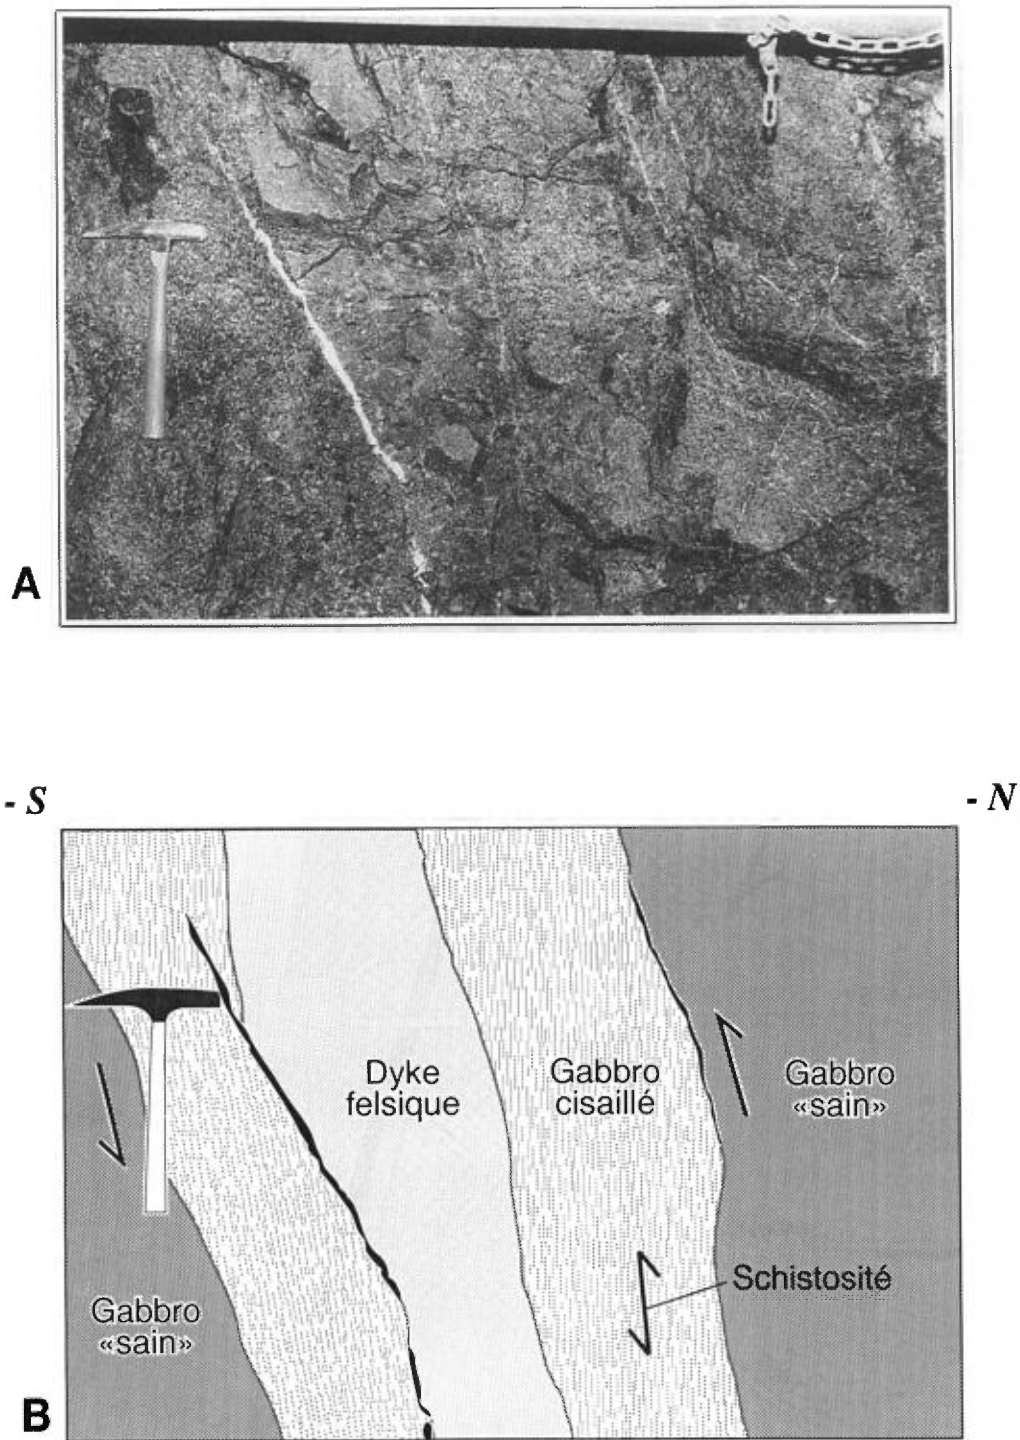 A
- S
- N
Dyke
felsique
Gabbro
cisaillé
Gabbro
«sain»
Schistosité
Gabbro
«sain»
B